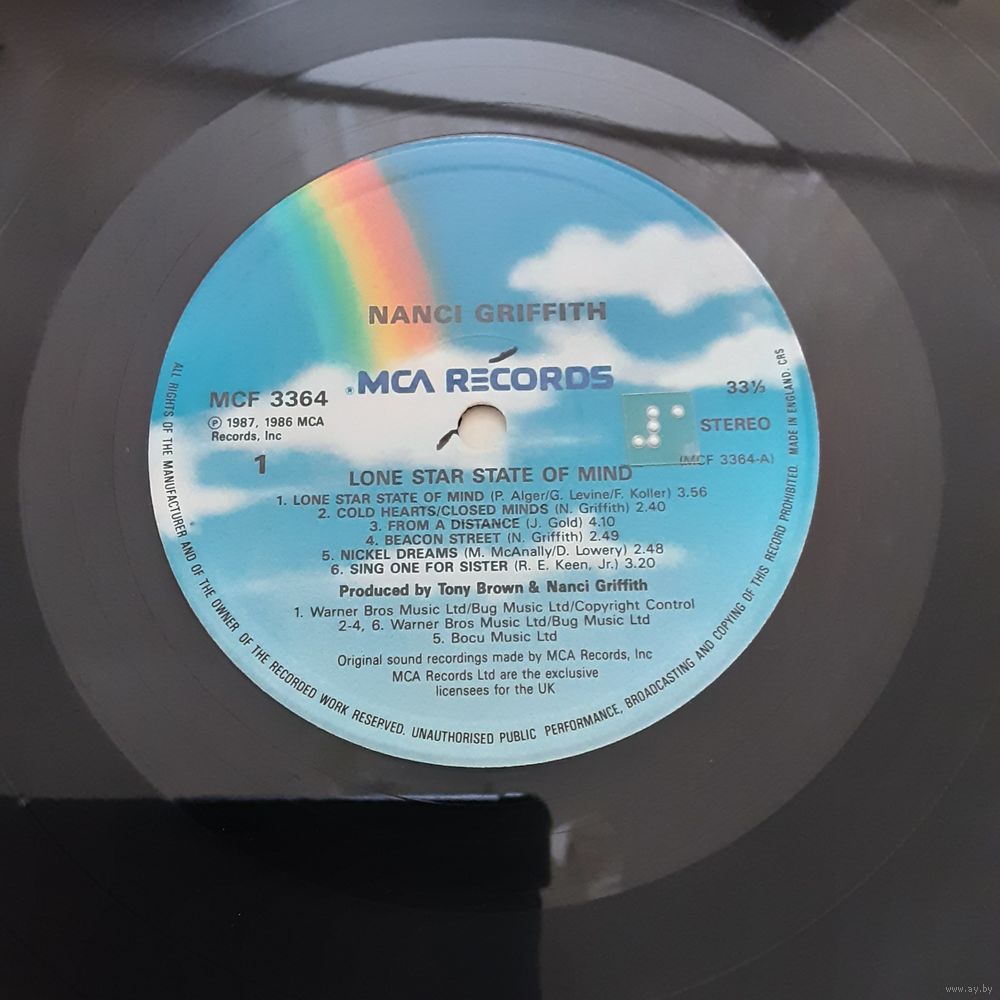 NANCI GRIFFITH
® MCA RECORDS
MCF 3364
Ⓟ 1987, 1986 MCA
Records, Inc
1
33⅓
STEREO
(MCF 3364-A)
LONE STAR STATE OF MIND
1. LONE STAR STATE OF MIND (P. Alger/G. Levine/F. Koller) 3.56
2. COLD HEARTS/CLOSED MINDS (N. Griffith) 2.40
3. FROM A DISTANCE (J. Gold) 4.10
4. BEACON STREET (N. Griffith) 2.49
5. NICKEL DREAMS (M. McAnally/D. Lowery) 2.48
6. SING ONE FOR SISTER (R. E. Keen, Jr.) 3.20
Produced by Tony Brown & Nanci Griffith
1. Warner Bros Music Ltd/Bug Music Ltd/Copyright Control
2-4, 6. Warner Bros Music Ltd/Bug Music Ltd
5. Bocu Music Ltd
Original sound recordings made by MCA Records, Inc
MCA Records Ltd are the exclusive
licensees for the UK
ALL RIGHTS OF THE MANUFACTURER AND OF THE OWNER OF THE RECORDED WORK RESERVED. UNAUTHORISED PUBLIC PERFORMANCE, BROADCASTING AND COPYING OF THIS RECORD PROHIBITED. MADE IN ENGLAND. CRS
www.ay.by